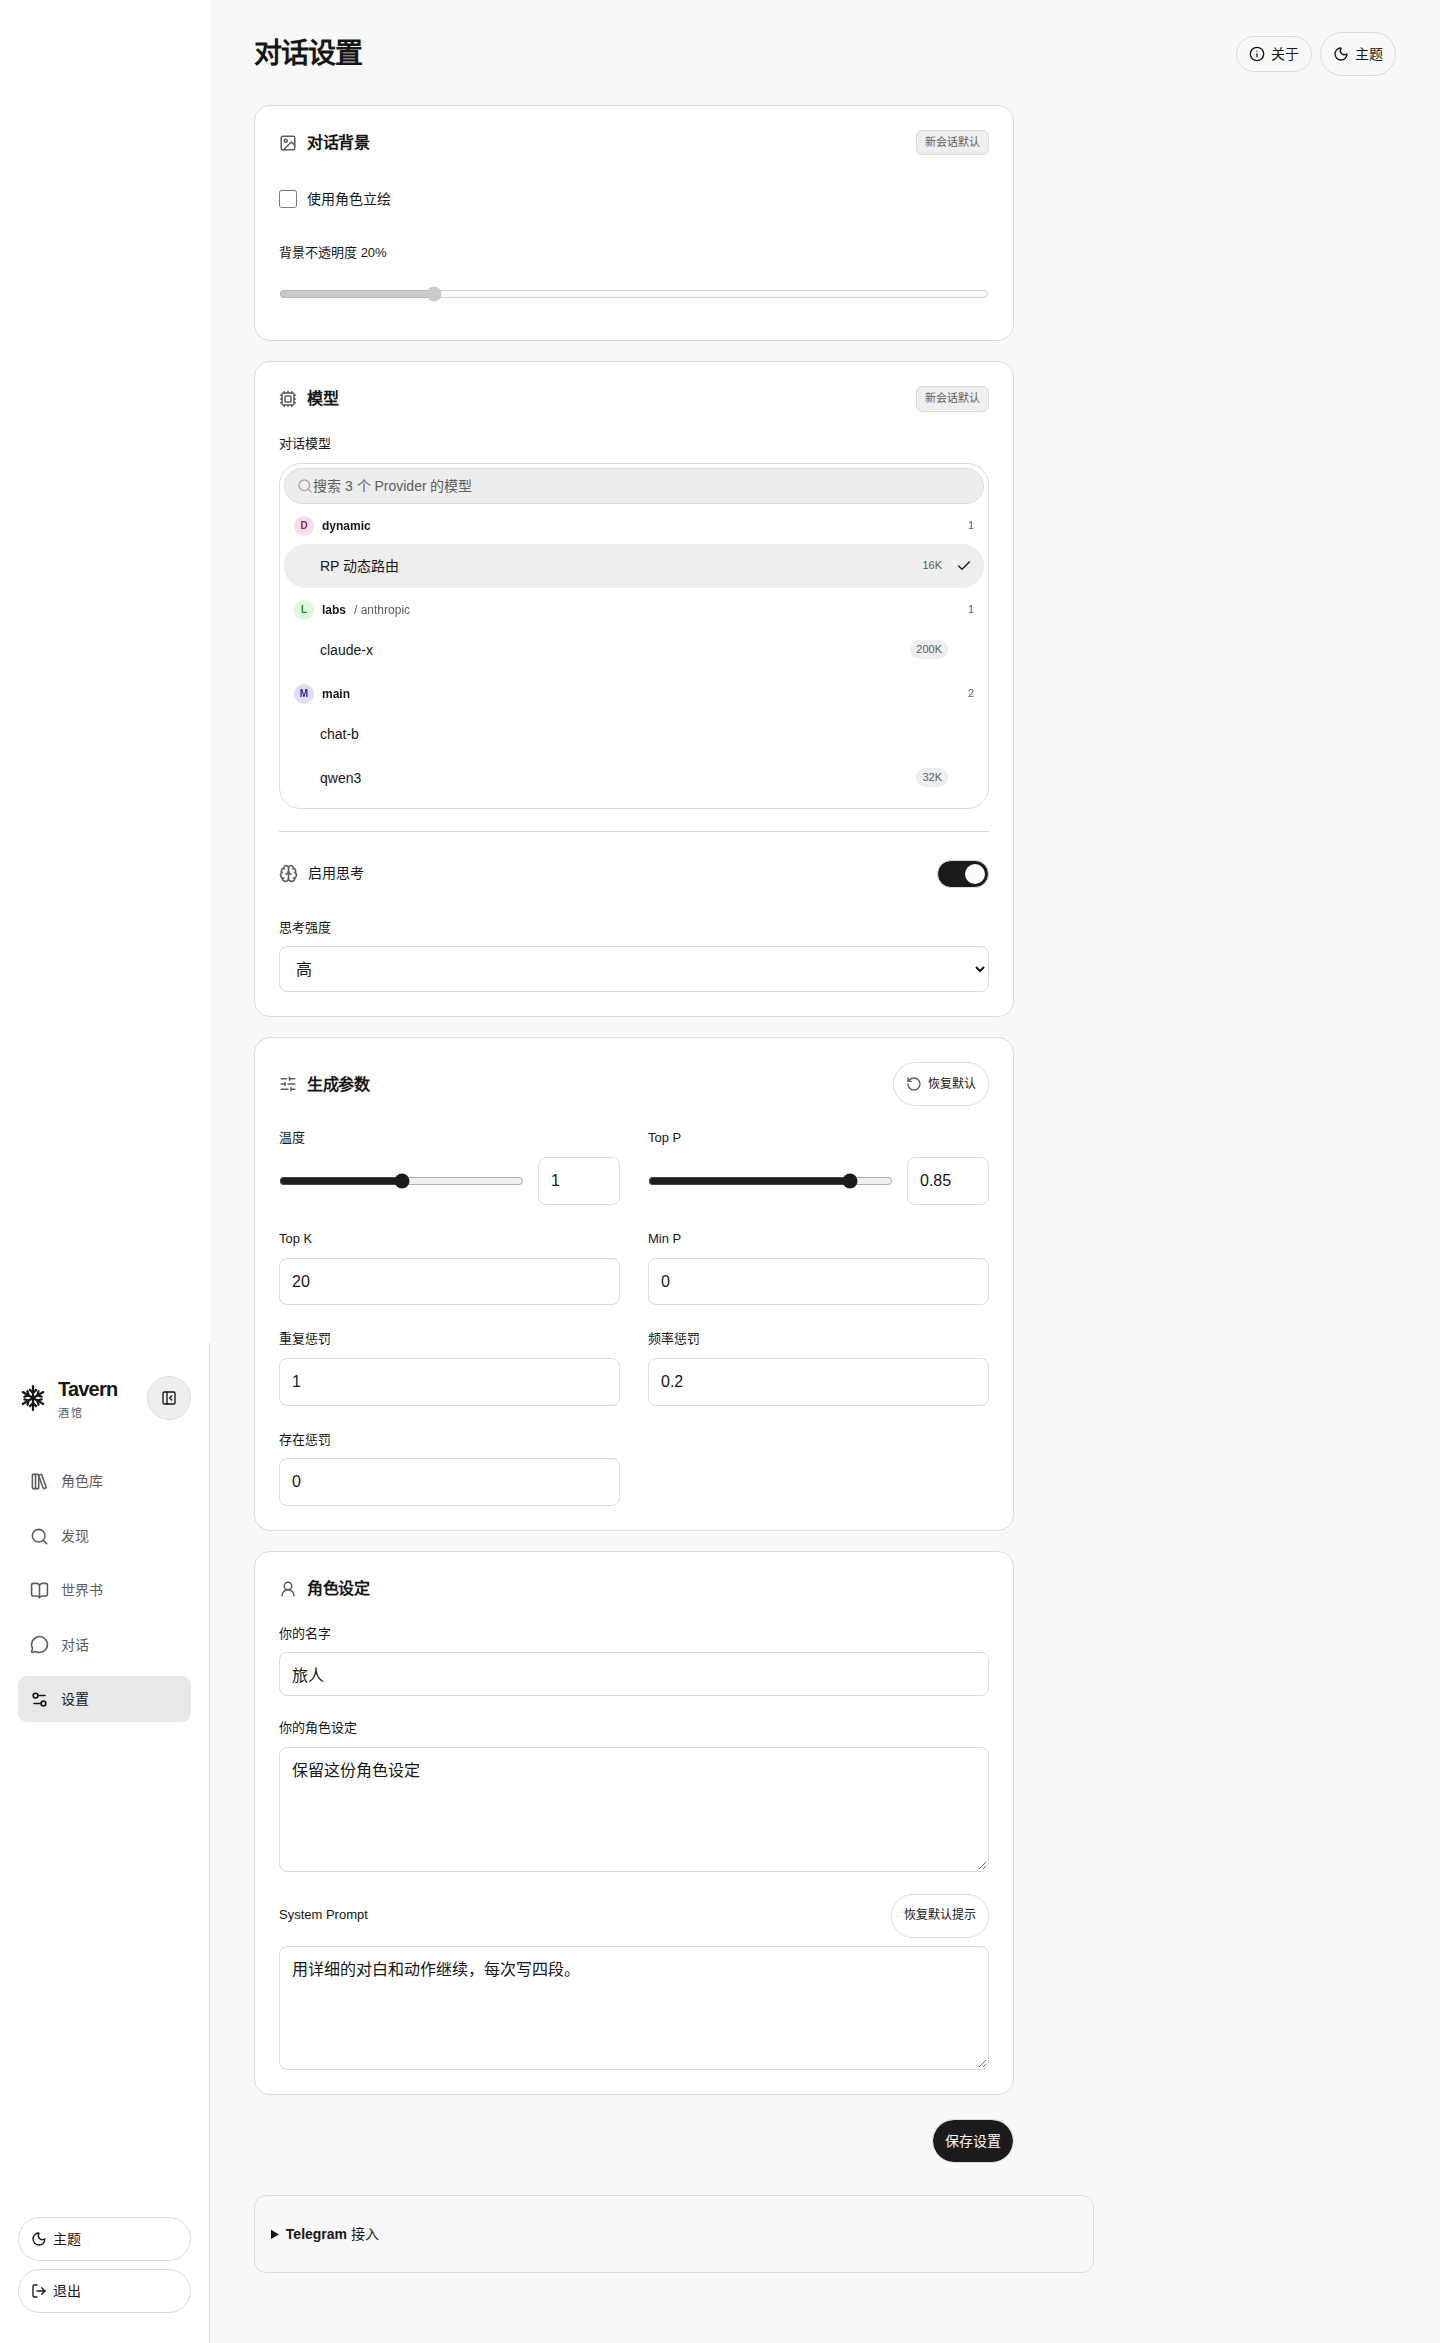 对话设置
关于
主题
对话背景
新会话默认
使用角色立绘
背景不透明度 20%
模型
新会话默认
对话模型
搜索 3 个 Provider 的模型
D dynamic 1
RP 动态路由 16K
L labs / anthropic 1
claude-x 200K
M main 2
chat-b
qwen3 32K
启用思考
思考强度
高
生成参数
恢复默认
温度
1
Top P
0.85
Top K
20
Min P
0
重复惩罚
1
频率惩罚
0.2
存在惩罚
0
角色设定
你的名字
旅人
你的角色设定
保留这份角色设定
System Prompt
恢复默认提示
用详细的对白和动作继续，每次写四段。
保存设置
Telegram 接入
Tavern
酒馆
角色库
发现
世界书
对话
设置
主题
退出